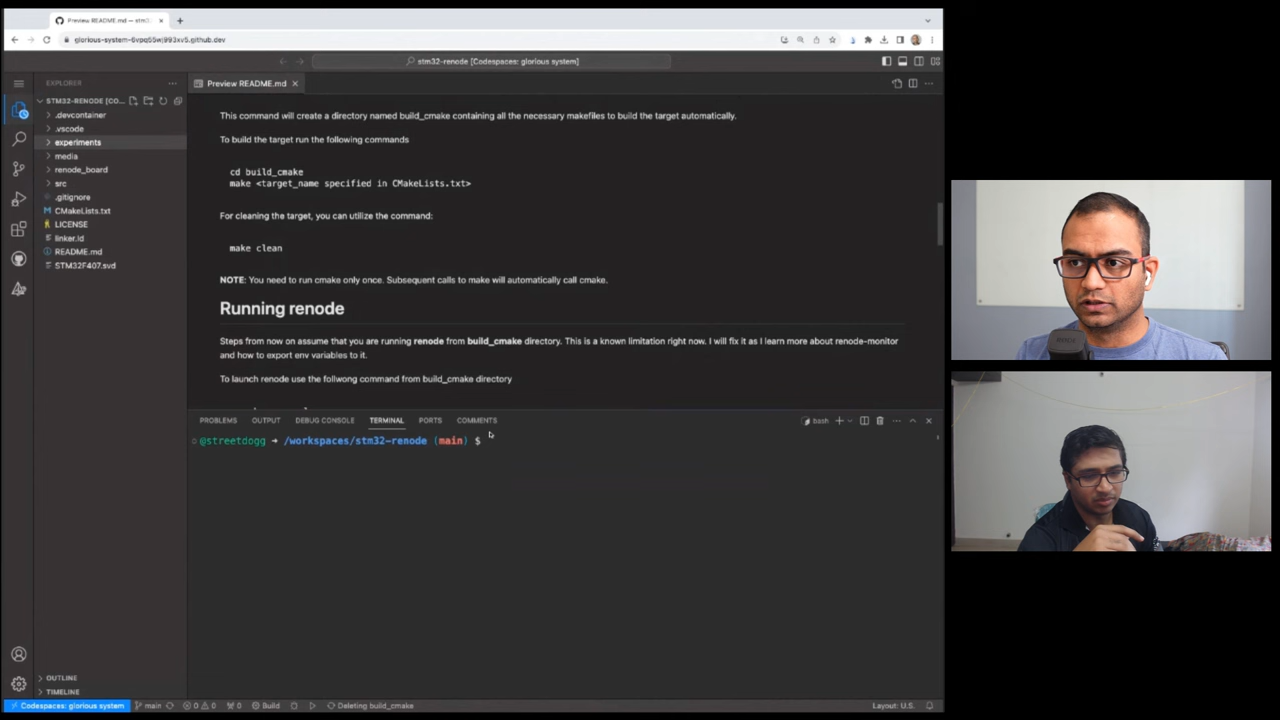 Preview README.md — stm3
glorious-system-6vpq55wj993xv5.github.dev
stm32-renode [Codespaces: glorious system]
EXPLORER
Preview README.md
STM32-RENODE [CO...
.devcontainer
.vscode
experiments
media
renode_board
src
.gitignore
CMakeLists.txt
LICENSE
linker.ld
README.md
STM32F407.svd
This command will create a directory named build_cmake containing all the necessary makefiles to build the target automatically.
To build the target run the following commands
cd build_cmake
make <target_name specified in CMakeLists.txt>
For cleaning the target, you can utilize the command:
make clean
NOTE: You need to run cmake only once. Subsequent calls to make will automatically call cmake.
Running renode
Steps from now on assume that you are running renode from build_cmake directory. This is a known limitation right now. I will fix it as I learn more about renode-monitor
and how to export env variables to it.
To launch renode use the follwong command from build_cmake directory
PROBLEMS OUTPUT DEBUG CONSOLE TERMINAL PORTS COMMENTS
bash
@streetdogg → /workspaces/stm32-renode (main) $
OUTLINE
TIMELINE
Codespaces: glorious system main 0 0 0 Build Deleting build_cmake Layout: U.S.